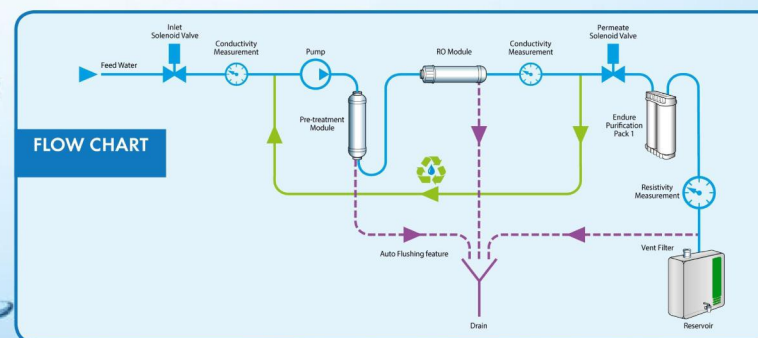 Inlet
Solenoid Valve
Conductivity
Measurement
Pump
RO Module
Conductivity
Measurement
Permeate
Solenoid Valve
Feed Water
Pre-treatment
Module
Endure
Purification
Pack 1
FLOW CHART
Resistivity
Measurement
Auto Flushing feature
Vent Filter
Drain
Reservoir